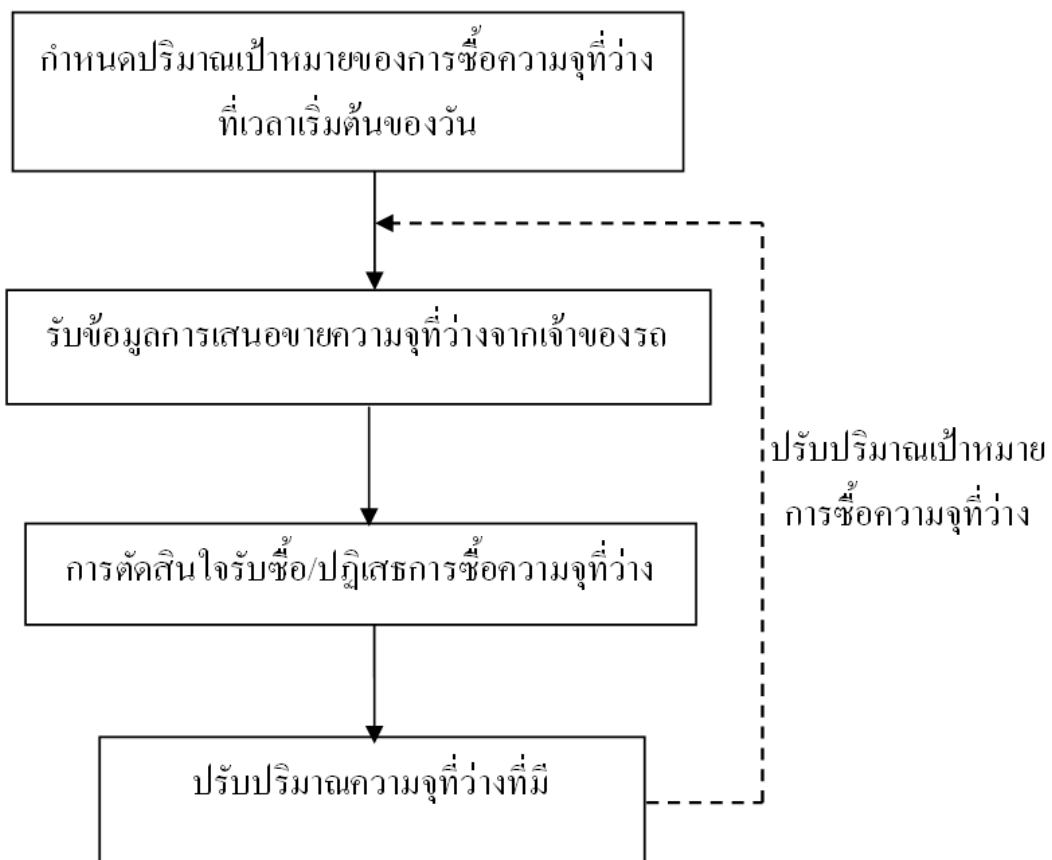 กำหนดปริมาณเป้าหมายของการซื้อความจุที่ว่าง
ที่เวลาเริ่มต้นของวัน
รับข้อมูลการเสนอขายความจุที่ว่างจากเจ้าของรถ
ปรับปริมาณเป้าหมาย
การซื้อความจุที่ว่าง
การตัดสินใจรับซื้อ/ปฏิเสธการซื้อความจุที่ว่าง
ปรับปริมาณความจุที่ว่างที่มี